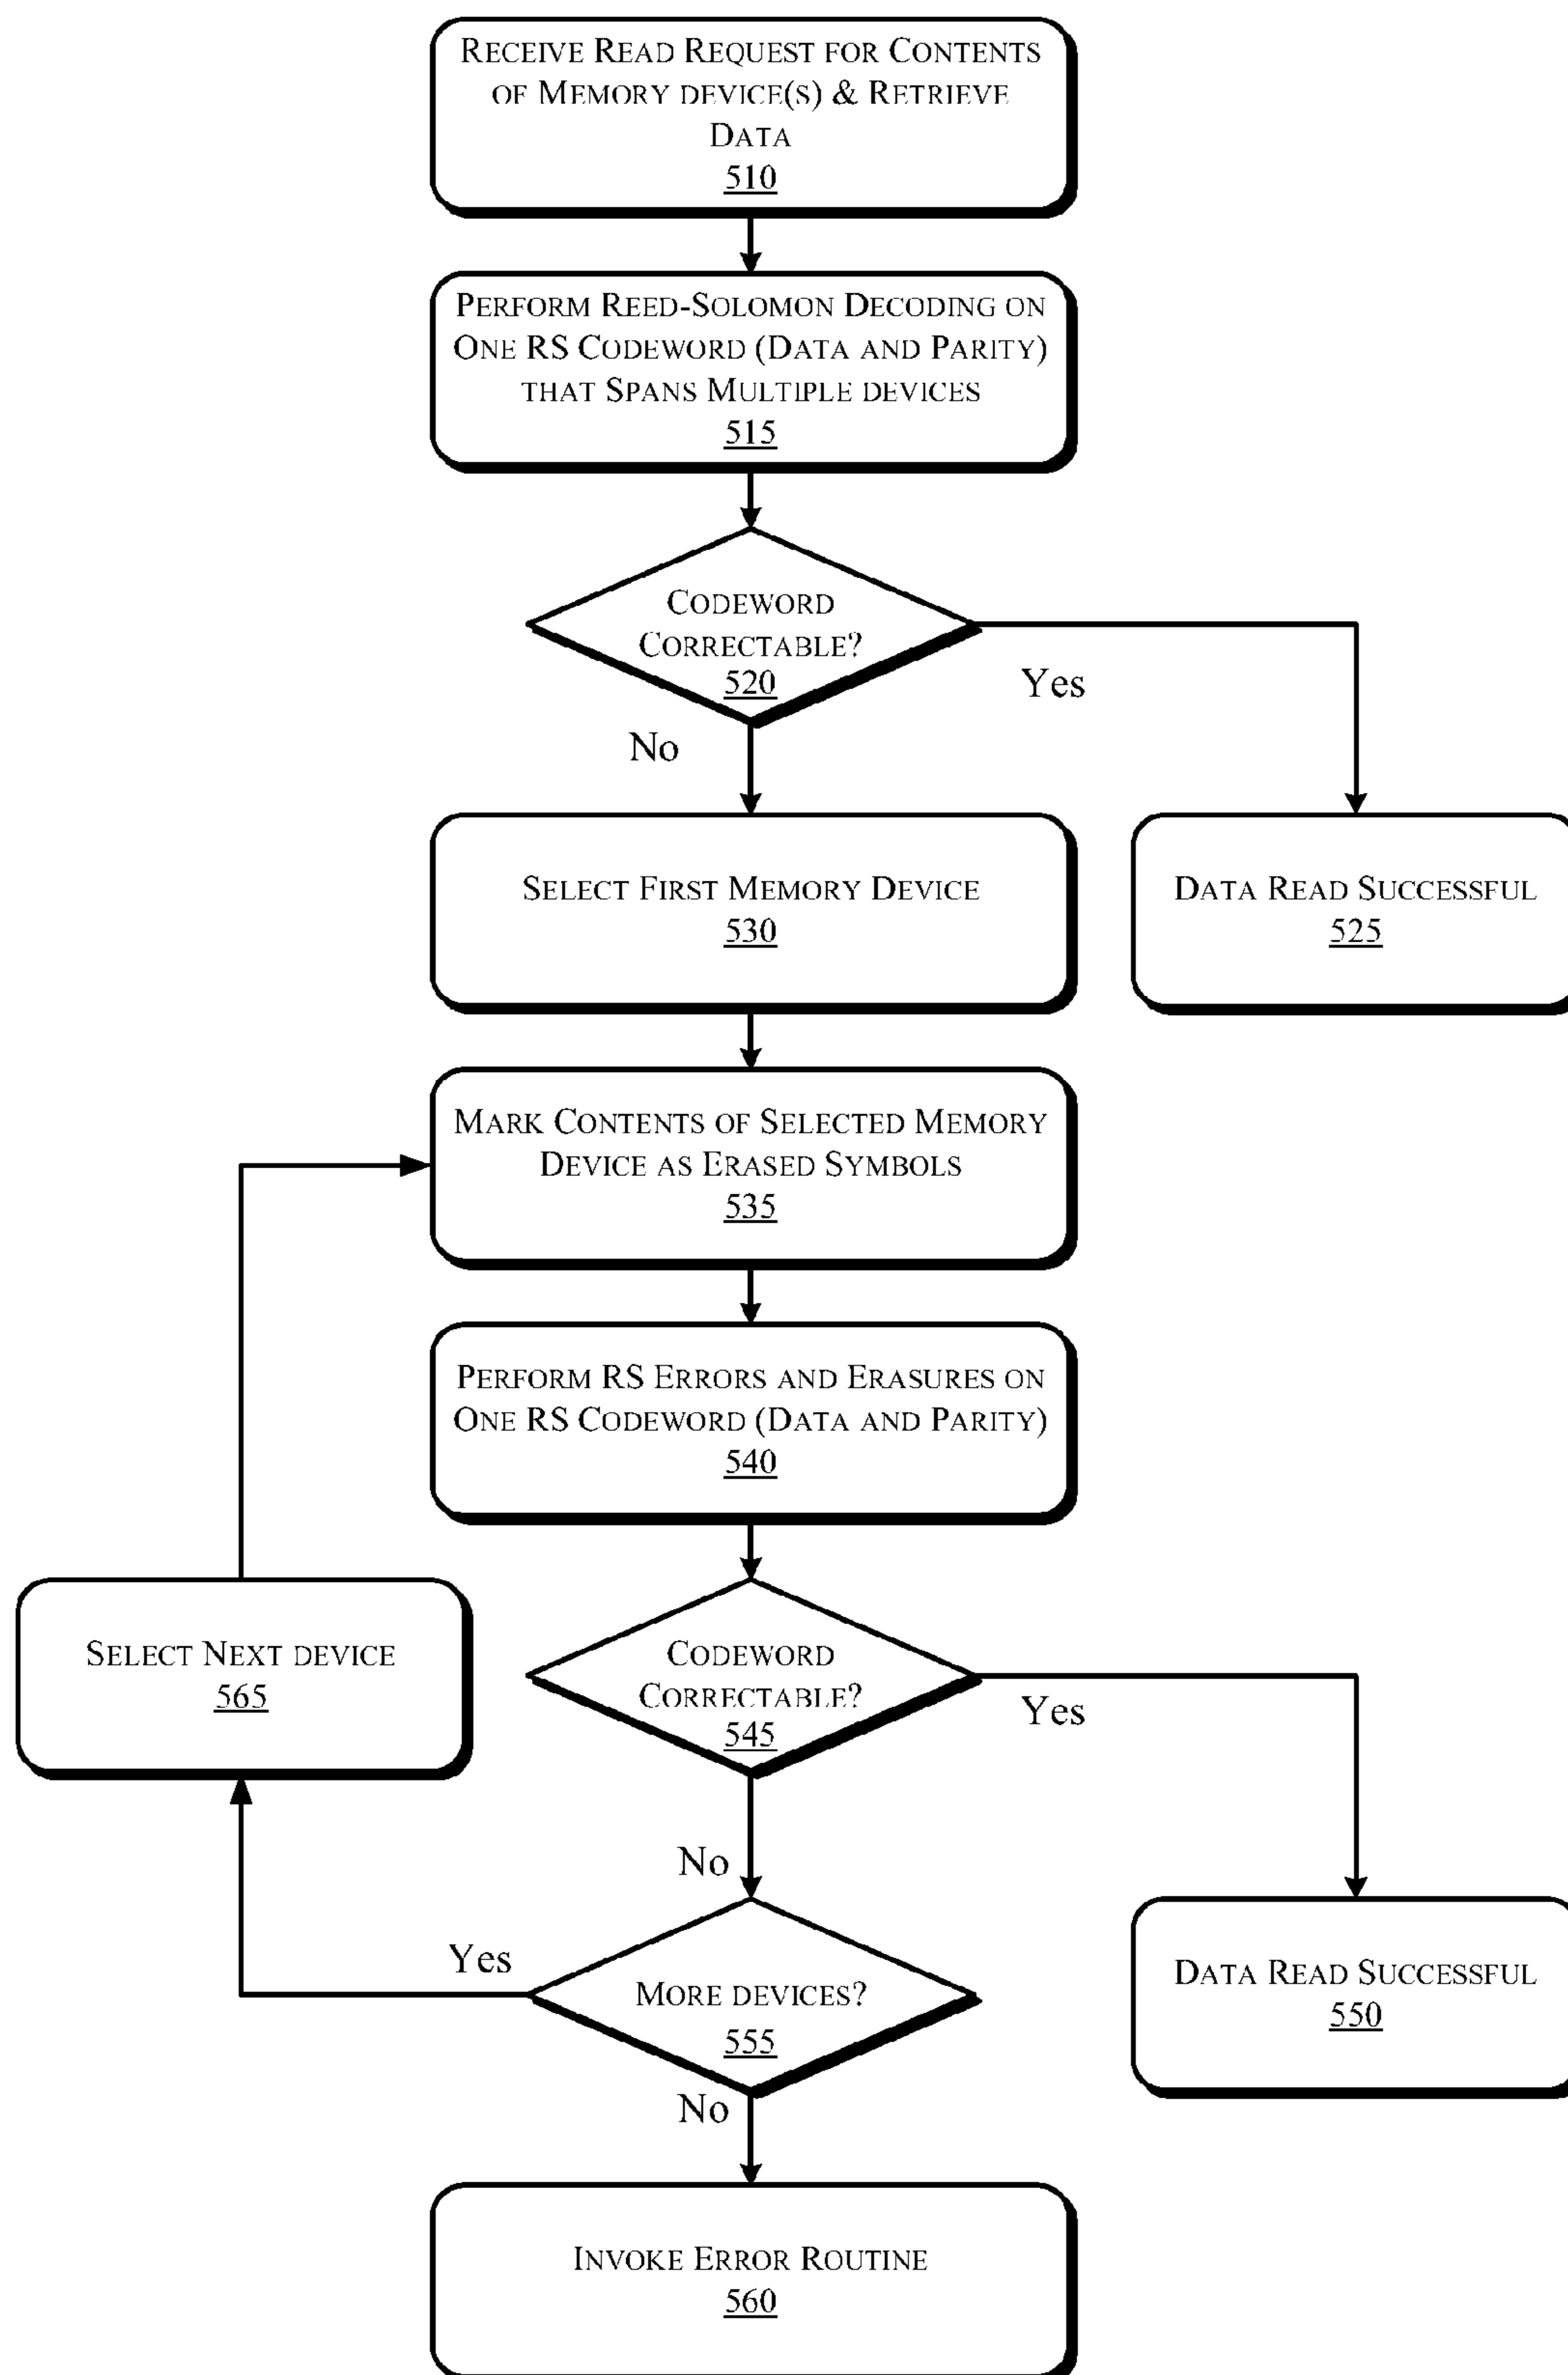 RECEIVE READ REQUEST FOR CONTENTS
OF MEMORY DEVICE(S) & RETRIEVE
DATA
510
PERFORM REED-SOLOMON DECODING ON
ONE RS CODEWORD (DATA AND PARITY)
THAT SPANS MULTIPLE DEVICES
515
CODEWORD
CORRECTABLE?
520
Yes
No
SELECT FIRST MEMORY DEVICE
530
DATA READ SUCCESSFUL
525
MARK CONTENTS OF SELECTED MEMORY
DEVICE AS ERASED SYMBOLS
535
PERFORM RS ERRORS AND ERASURES ON
ONE RS CODEWORD (DATA AND PARITY)
540
SELECT NEXT DEVICE
565
CODEWORD
CORRECTABLE?
545
Yes
No
Yes
MORE DEVICES?
555
DATA READ SUCCESSFUL
550
No
INVOKE ERROR ROUTINE
560